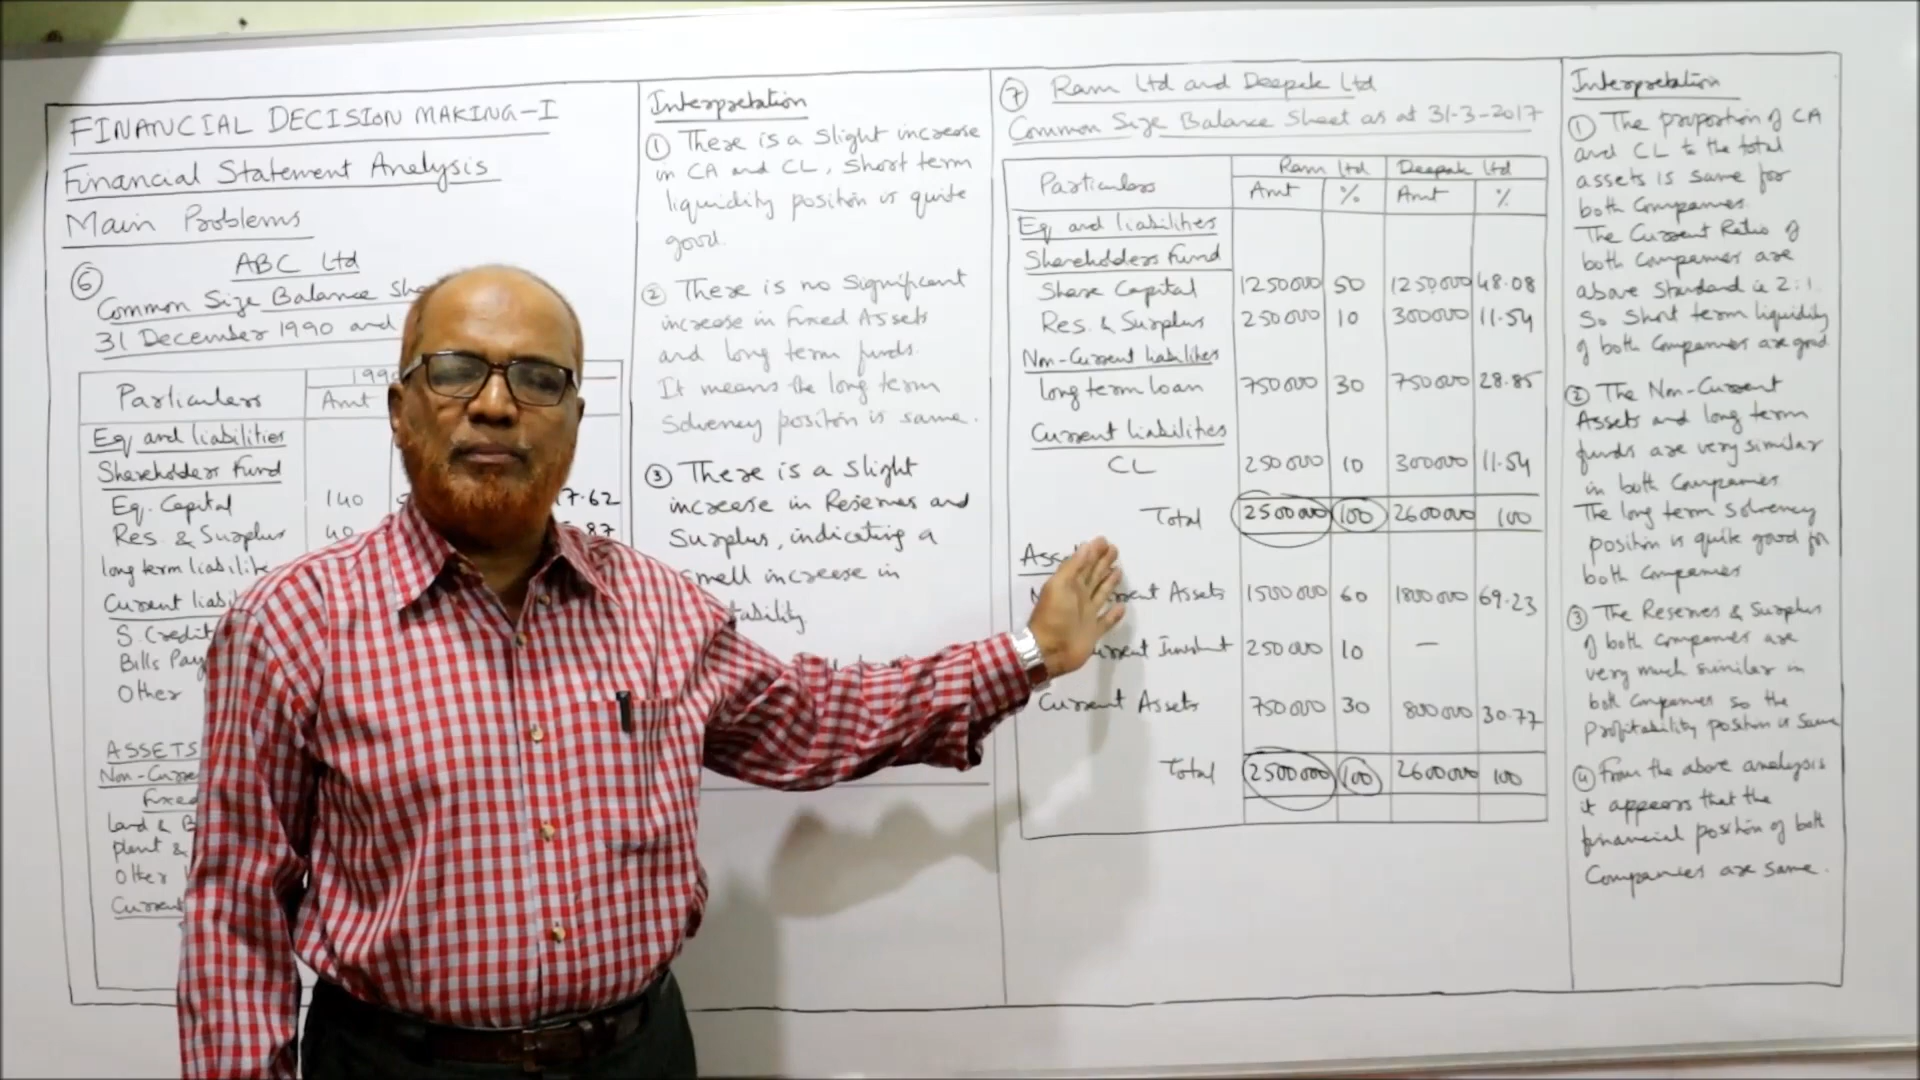 FINANCIAL DECISION MAKING-I
Financial Statement Analysis
Main Problems
⑥ ABC Ltd
Common Size Balance She
31 December 1990 and
Particulars 1990
Amt
Eq and liabilities
Shareholders Fund
Eq. Capital 140 7.62
Res. & Surplus 40 .87
long term liabilitie
Current liabil
S. Credit
Bills Pay
Other
ASSETS
Non-Curre
Fixed
Land & B
plant &
Other
Current
Interpretation
① There is a slight increase
in CA and CL, Short term
liquidity position is quite
good.
② There is no significant
increase in Fixed Assets
and long term funds.
It means the long term
Solvency position is same.
③ There is a slight
increase in Reserves and
Surplus, indicating a
small increase in
tability
⑦ Ram Ltd and Deepak Ltd
Common Size Balance Sheet as at 31-3-2017
Particulars Ram ltd Deepak ltd
Amt % Amt %
Eq and liabilities
Shareholders Fund
Share Capital 1250000 50 1250000 48.08
Res. & Surplus 250000 10 300000 11.54
Non-Current liabilities
long term loan 750000 30 750000 28.85
Current liabilities
CL 250000 10 300000 11.54
Total 2500000 100 2600000 100
Ass
N rrent Assets 1500000 60 1800000 69.23
urrent Investment 250000 10 —
Current Assets 750000 30 800000 30.77
Total 2500000 100 2600000 100
Interpretation
① The proportion of CA
and CL to the total
assets is same for
both Companies.
The Current Ratio of
both Companies are
above Standard ie 2:1.
So Short term liquidity
of both Companies are good
② The Non-Current
Assets and long term
funds are very similar
in both Companies
The long term Solvency
position is quite good for
both Companies
③ The Reserves & Surplus
of both Companies are
very much similar in
both Companies so the
Profitability position is Same
④ From the above analysis
it appears that the
financial position of both
Companies are same.